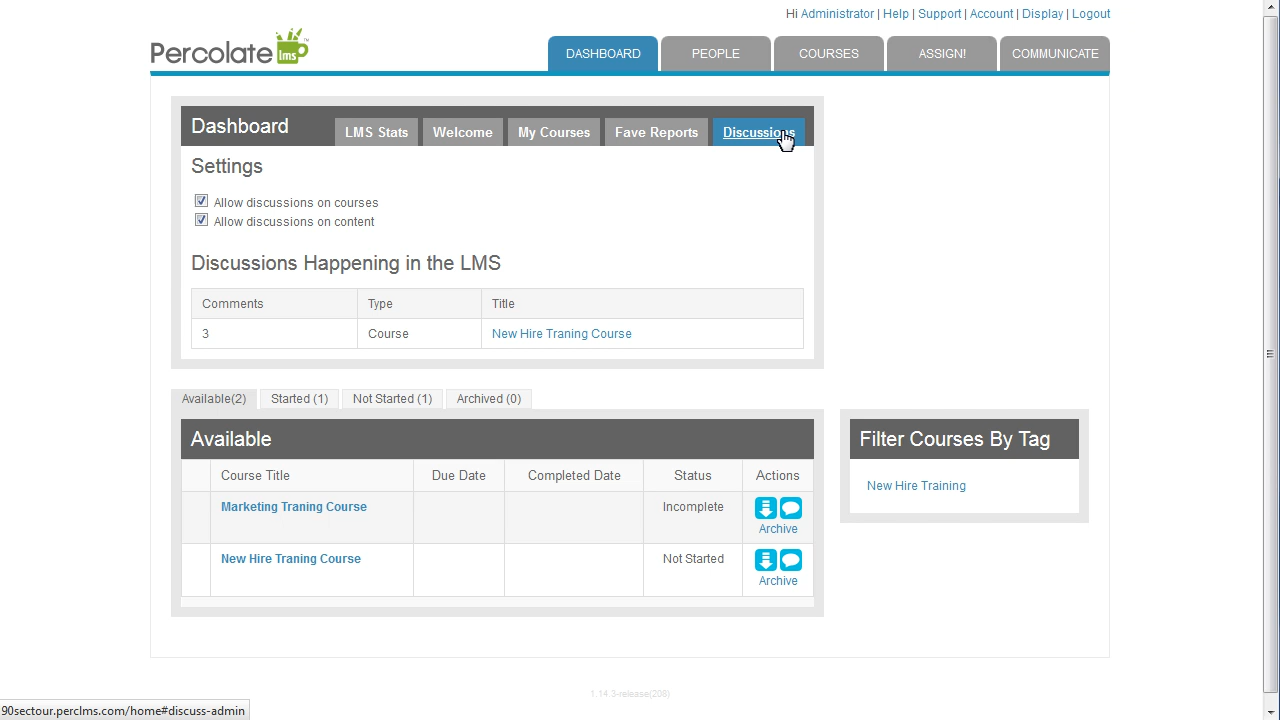 Hi Administrator | Help | Support | Account | Display | Logout
Percolate lms
DASHBOARD PEOPLE COURSES ASSIGN! COMMUNICATE
Dashboard LMS Stats Welcome My Courses Fave Reports Discussions
Settings
Allow discussions on courses
Allow discussions on content
Discussions Happening in the LMS
Comments Type Title
3 Course New Hire Traning Course
Available(2) Started (1) Not Started (1) Archived (0)
Available
Course Title Due Date Completed Date Status Actions
Marketing Traning Course Incomplete
Archive
New Hire Traning Course Not Started
Archive
Filter Courses By Tag
New Hire Training
1.14.3-release(208)
90sectour.perclms.com/home#discuss-admin